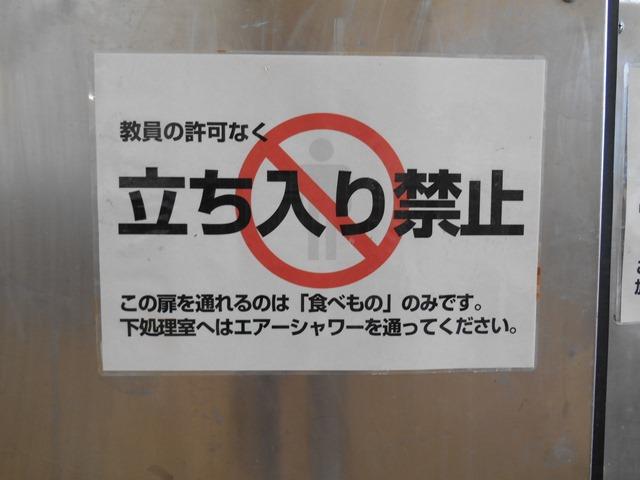 教員の許可なく
立ち入り禁止
この扉を通れるのは「食べもの」のみです。
下処理室へはエアーシャワーを通ってください。